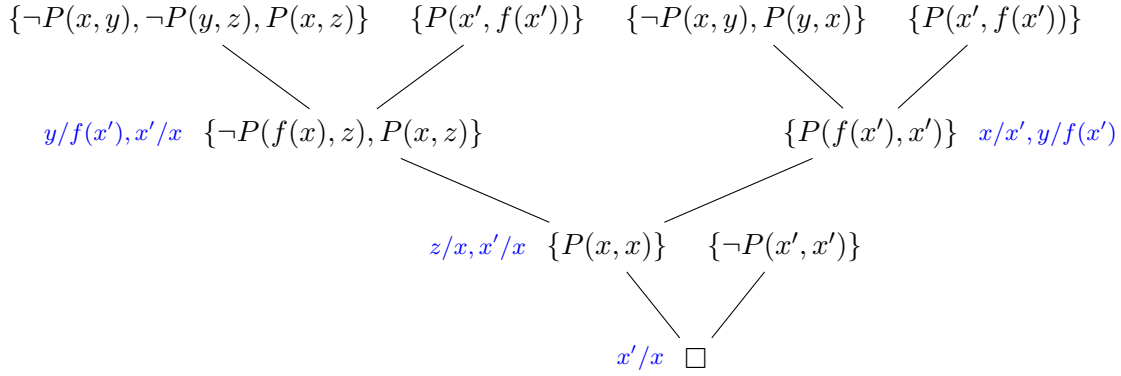 {¬P(x, y), ¬P(y, z), P(x, z)} {P(x′, f(x′))} {¬P(x, y), P(y, x)} {P(x′, f(x′))}
y/f(x′), x′/x {¬P(f(x), z), P(x, z)} {P(f(x′), x′)} x/x′, y/f(x′)
z/x, x′/x {P(x, x)} {¬P(x′, x′)}
x′/x □